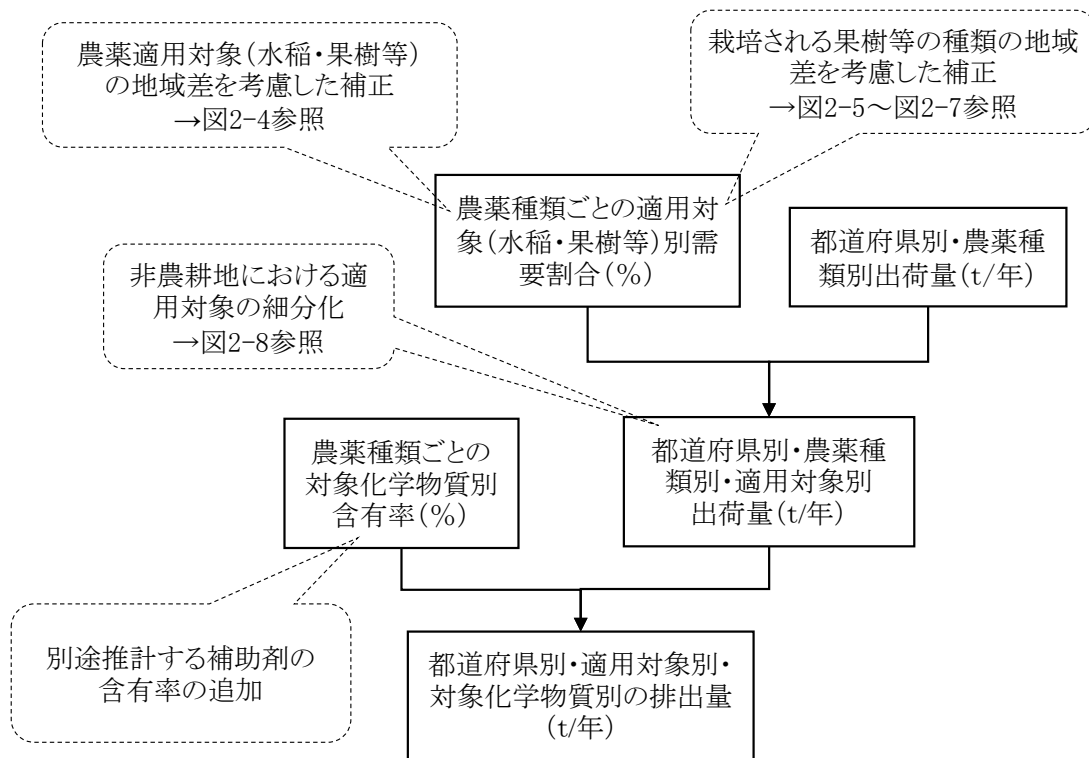 農薬適用対象(水稲・果樹等)
の地域差を考慮した補正
→図2-4参照
栽培される果樹等の種類の地域
差を考慮した補正
→図2-5～図2-7参照
農薬種類ごとの適用対
象(水稲・果樹等)別需
要割合(%)
都道府県別・農薬種
類別出荷量(t/年)
非農耕地における適
用対象の細分化
→図2-8参照
農薬種類ごとの
対象化学物質別
含有率(%)
都道府県別・農薬種
類別・適用対象別
出荷量(t/年)
別途推計する補助剤の
含有率の追加
都道府県別・適用対象別・
対象化学物質別の排出量
(t/年)